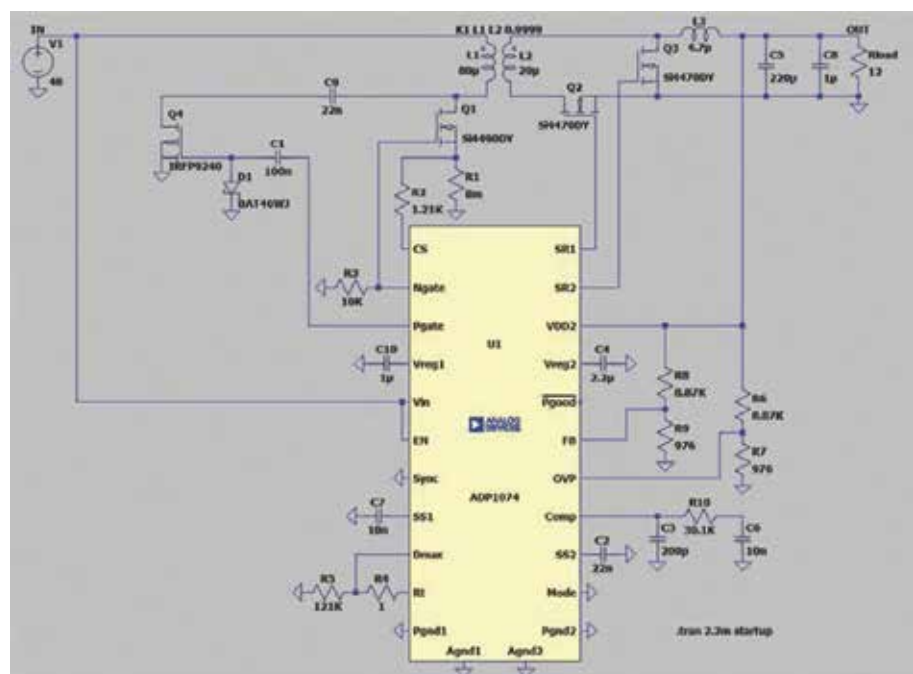 IN
K1 L1 L2 0.9999
L3
4.7µ
OUT
V1
48
L1
80µ
L2
20µ
Q3
SI4470DY
C5
220µ
C8
1µ
Rload
12
C9
22n
Q2
SI4470DY
Q4
IRFP9240
Q1
SI4490DY
C1
100n
D1
BAT46WJ
R1
8m
R2
1.21K
CS
SR1
R3
10K
Ngate
SR2
Pgate
VDD2
U1
C10
1µ
Vreg1
Vreg2
C4
2.2µ
R8
8.87K
Vin
Pgood
R6
8.87K
ANALOG
DEVICES
EN
FB
R9
976
R7
976
Sync
OVP
ADP1074
C7
10n
SS1
Comp
R10
30.1K
C3
200p
C6
10n
Dmax
SS2
C2
22n
R5
121K
R4
1
Rt
Mode
Pgnd1
Pgnd2
.tran 2.2m startup
Agnd1
Agnd2